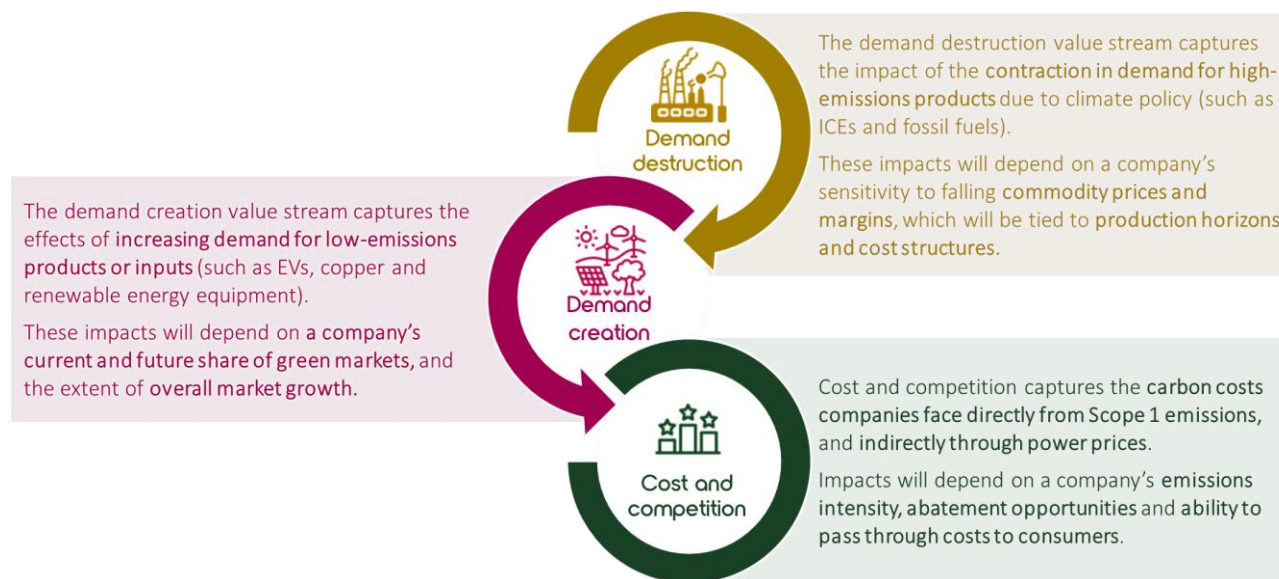 The demand destruction value stream captures
the impact of the contraction in demand for high-
emissions products due to climate policy (such as
ICEs and fossil fuels).
These impacts will depend on a company's
sensitivity to falling commodity prices and
margins, which will be tied to production horizons
and cost structures.
Demand
destruction
The demand creation value stream captures the
effects of increasing demand for low-emissions
products or inputs (such as EVs, copper and
renewable energy equipment).
These impacts will depend on a company's
current and future share of green markets, and
the extent of overall market growth.
Demand
creation
Cost and competition captures the carbon costs
companies face directly from Scope 1 emissions,
and indirectly through power prices.
Impacts will depend on a company's emissions
intensity, abatement opportunities and ability to
pass through costs to consumers.
Cost and
competition